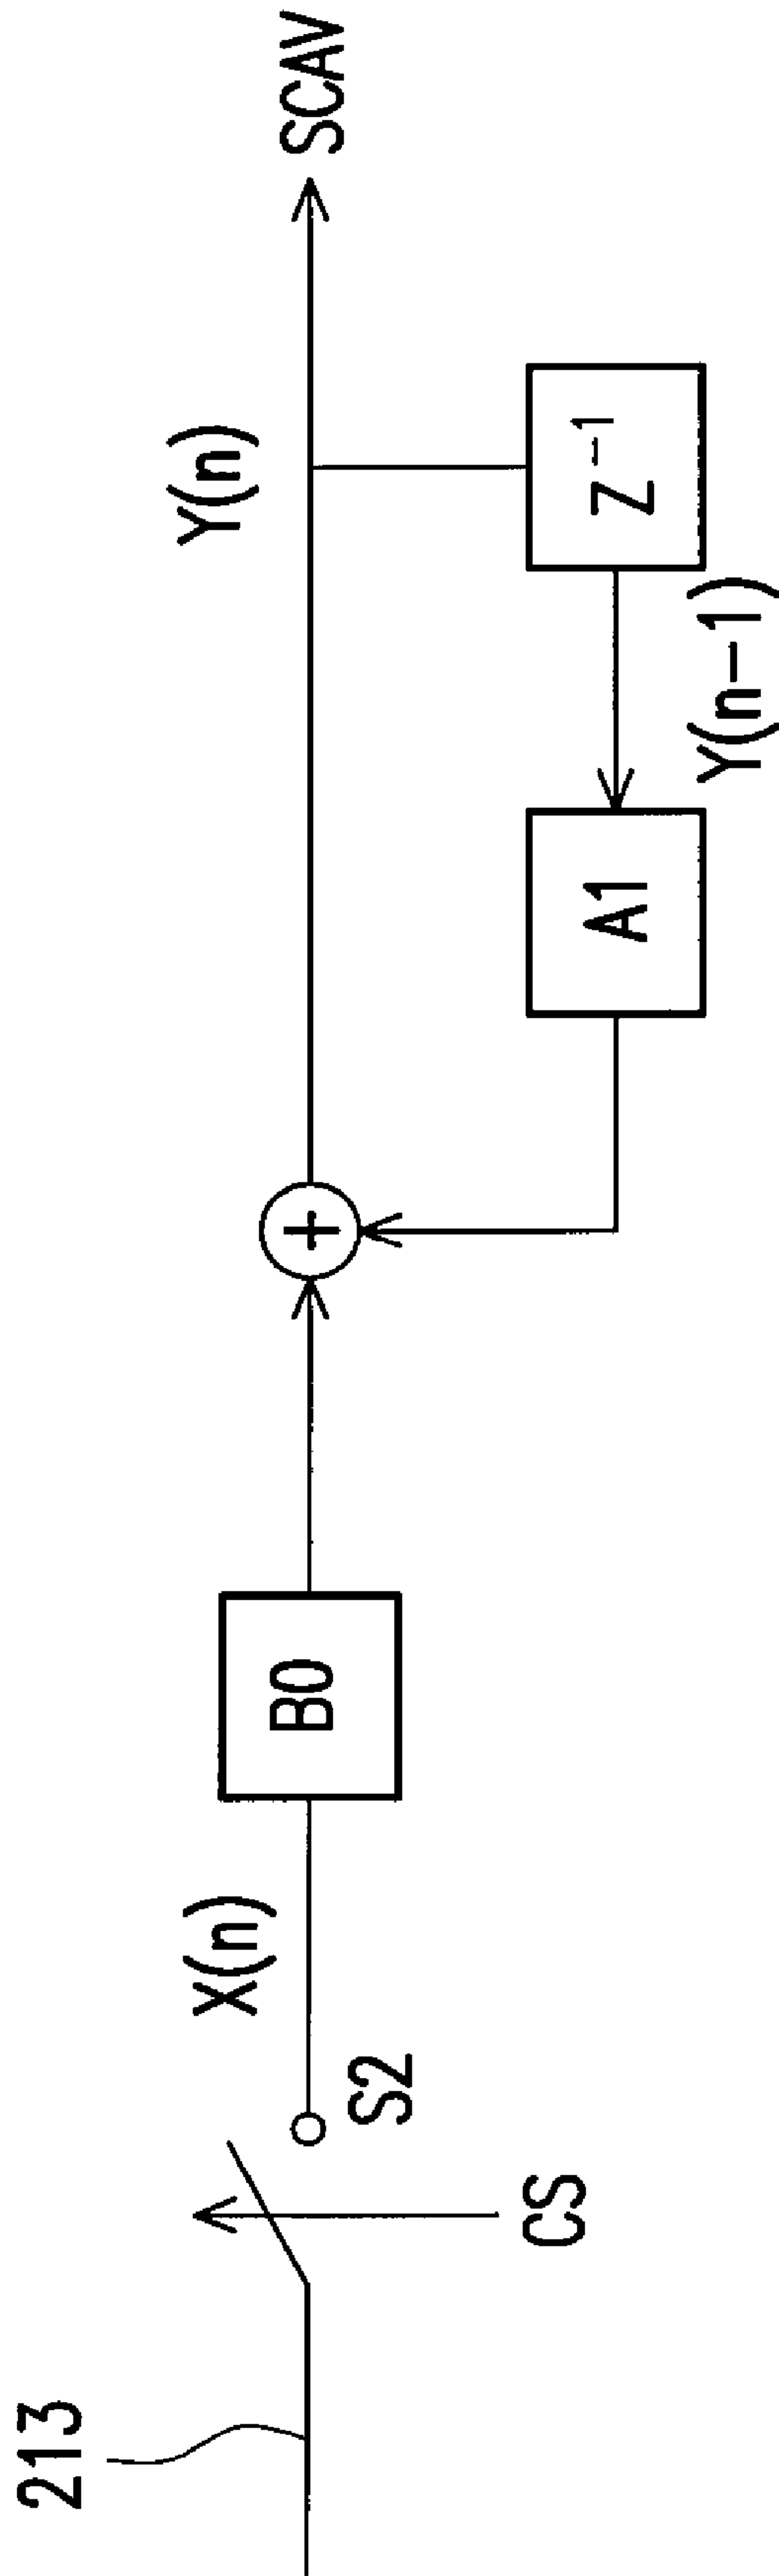 213
CS
S2
X(n)
B0
+
Y(n)
A1
Y(n-1)
Z⁻¹
SCAV